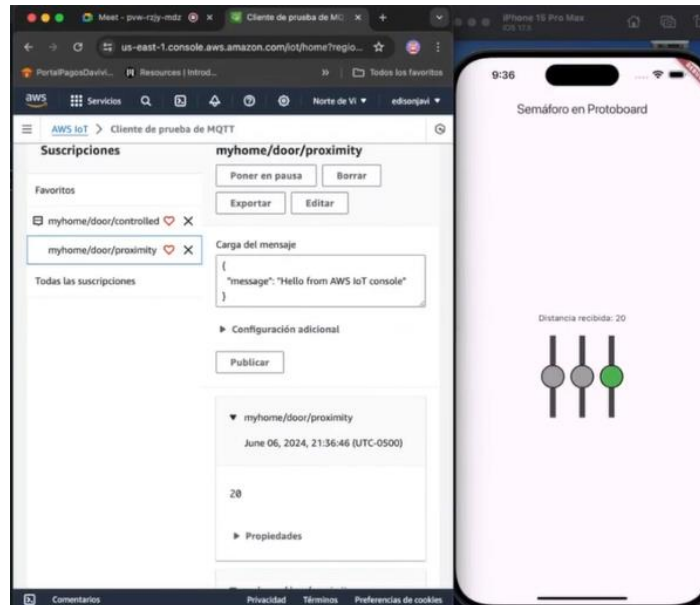 Meet - pvw-rzjy-mdz
Cliente de prueba de MQ
us-east-1.console.aws.amazon.com/iot/home?regio...
PortalPagosDavivi...
Resources | Introd...
Todos los favoritos
aws
Servicios
Norte de Vi
edisonjavi
AWS IoT > Cliente de prueba de MQTT
Suscripciones
Favoritos
myhome/door/controlled
myhome/door/proximity
Todas las suscripciones
myhome/door/proximity
Poner en pausa
Borrar
Exportar
Editar
Carga del mensaje
{
"message": "Hello from AWS IoT console"
}
Configuración adicional
Publicar
myhome/door/proximity
June 06, 2024, 21:36:46 (UTC-0500)
20
Propiedades
Comentarios
Privacidad
Términos
Preferencias de cookies
iPhone 15 Pro Max
9:36
Semáforo en Protoboard
Distancia recibida: 20